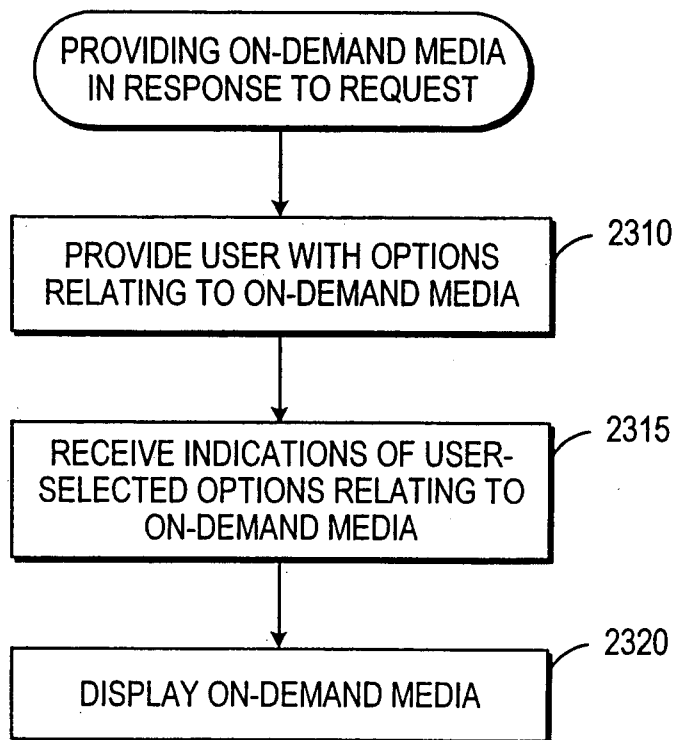 PROVIDING ON-DEMAND MEDIA
IN RESPONSE TO REQUEST
2310
PROVIDE USER WITH OPTIONS
RELATING TO ON-DEMAND MEDIA
2315
RECEIVE INDICATIONS OF USER-
SELECTED OPTIONS RELATING TO
ON-DEMAND MEDIA
2320
DISPLAY ON-DEMAND MEDIA